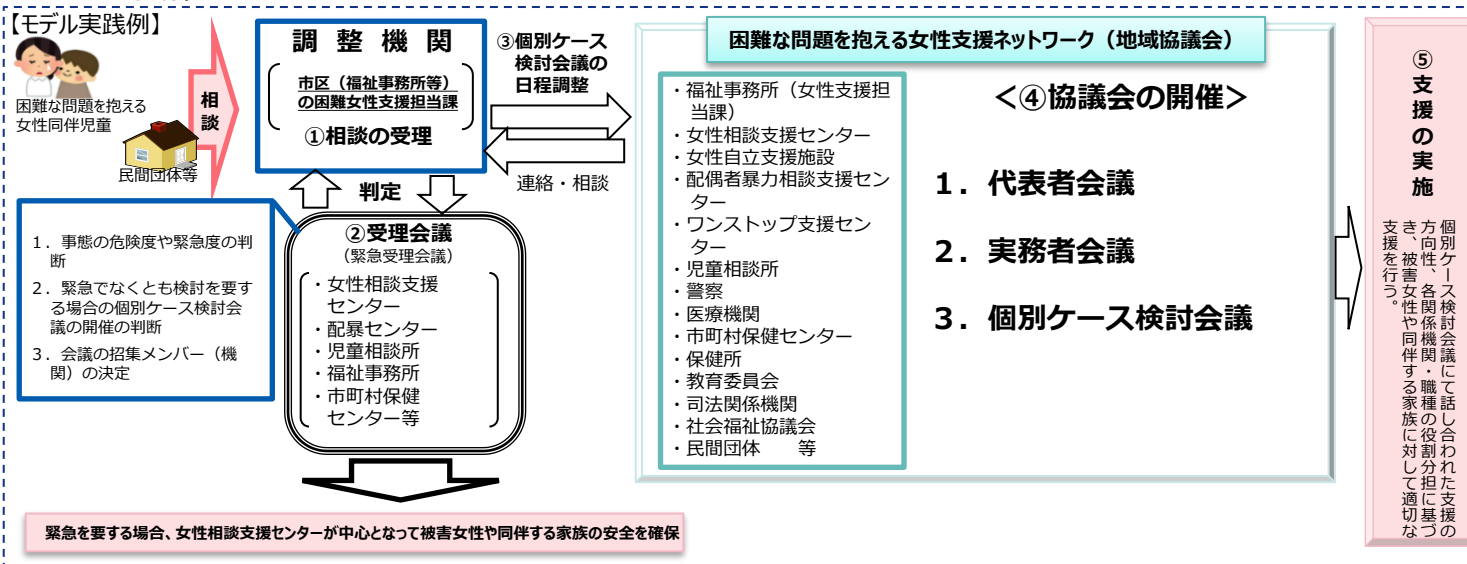 【モデル実践例】
困難な問題を抱える
女性同伴児童
民間団体等
相
談
調 整 機 関
市区（福祉事務所等）
の困難女性支援担当課
①相談の受理
判定
③個別ケース
検討会議の
日程調整
連絡・相談
1．事態の危険度や緊急度の判
断
2．緊急でなくとも検討を要す
る場合の個別ケース検討会
議の開催の判断
3．会議の招集メンバー（機
関）の決定
②受理会議
（緊急受理会議）
・女性相談支援
センター
・配暴センター
・児童相談所
・福祉事務所
・市町村保健
センター等
緊急を要する場合、女性相談支援センターが中心となって被害女性や同伴する家族の安全を確保
困難な問題を抱える女性支援ネットワーク（地域協議会）
・福祉事務所（女性支援担
当課）
・女性相談支援センター
・女性自立支援施設
・配偶者暴力相談支援セン
ター
・ワンストップ支援セン
ター
・児童相談所
・警察
・医療機関
・市町村保健センター
・保健所
・教育委員会
・司法関係機関
・社会福祉協議会
・民間団体　　等
＜④協議会の開催＞
1．代表者会議
2．実務者会議
3．個別ケース検討会議
⑤支援の実施
個別ケース検討会議にて話し合われた支援の
方向性、各関係機関・職種の役割分担に基づ
き、被害女性や同伴する家族に対して適切な
支援を行う。